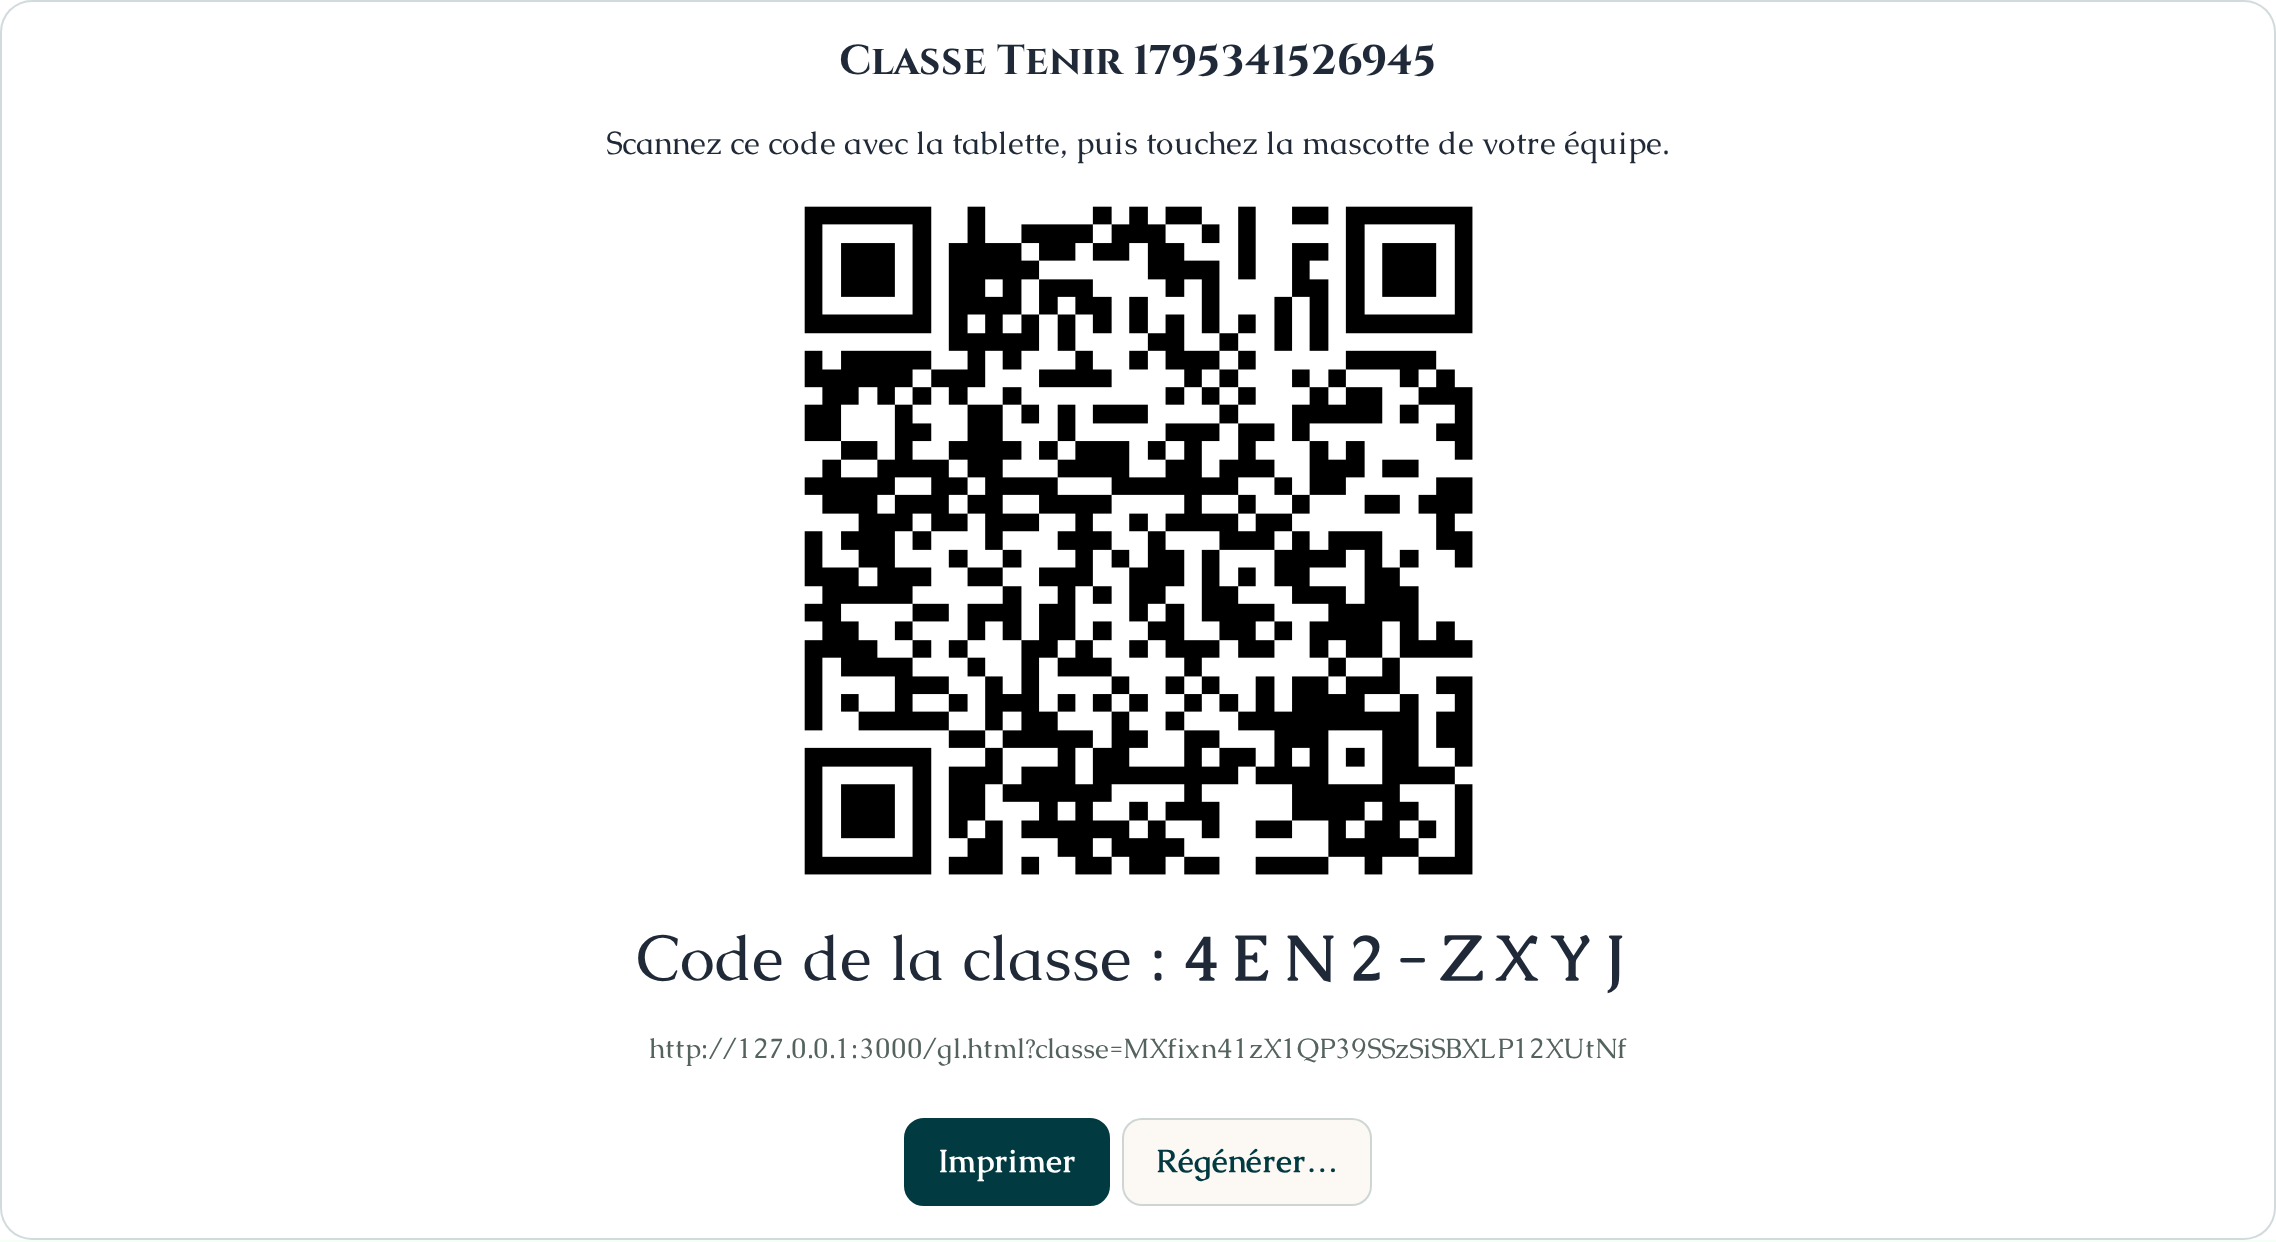 Classe Tenir 1795341526945
Scannez ce code avec la tablette, puis touchez la mascotte de votre équipe.
Code de la classe : 4EN2-ZXYJ
http://127.0.0.1:3000/gl.html?classe=MXfixn41zX1QP39SSzSiSBXLP12XUtNf
Imprimer
Régénérer…